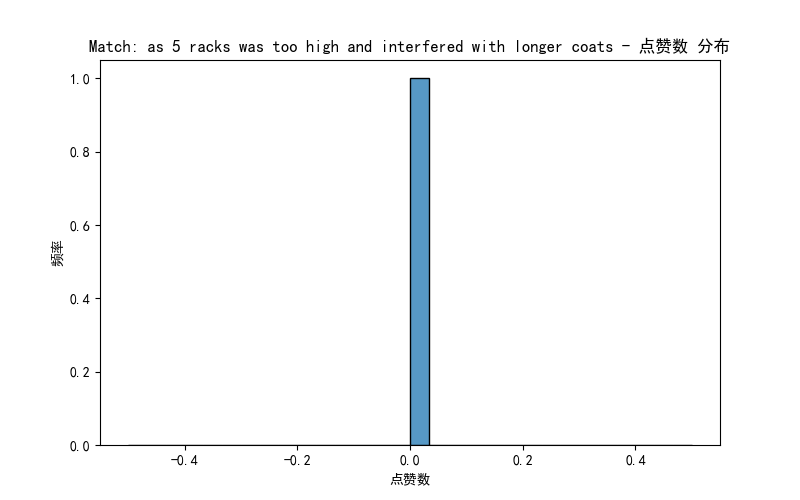 Match: as 5 racks was too high and interfered with longer coats - 点赞数 分布
1.0
0.8
0.6
0.4
0.2
0.0
频率
-0.4 -0.2 0.0 0.2 0.4
点赞数